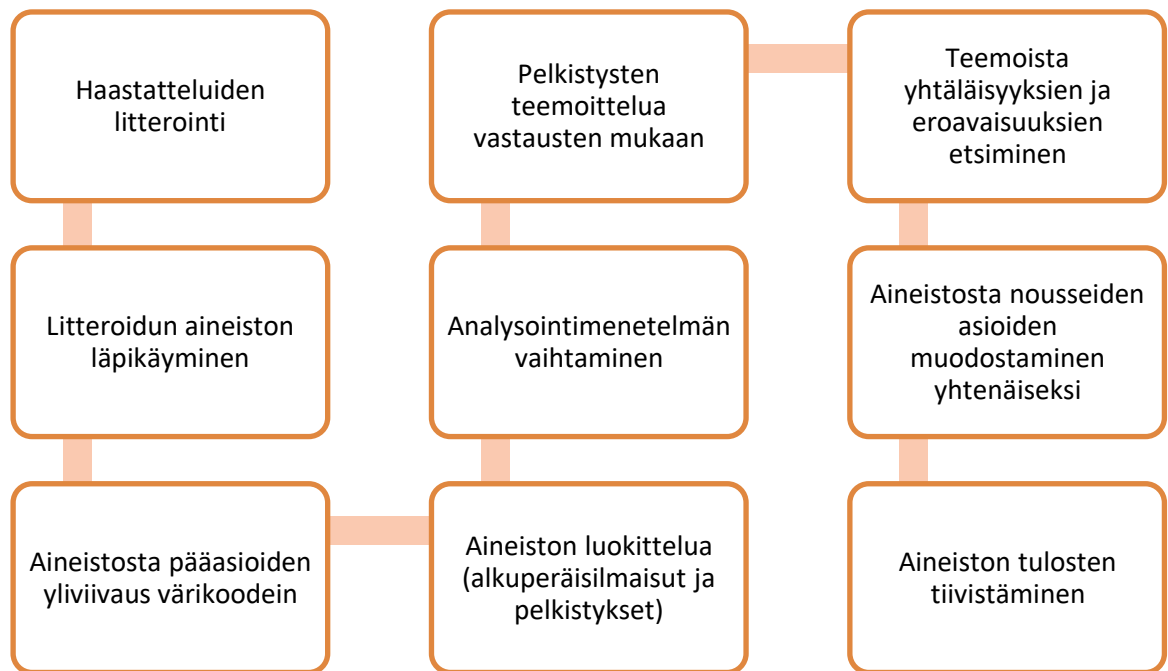 Haastatteluiden
litterointi
Litteroidun aineiston
läpikäyminen
Aineistosta pääasioiden
yliviivaus värikoodein
Aineiston luokittelua
(alkuperäisilmaisut ja
pelkistykset)
Analysointimenetelmän
vaihtaminen
Pelkistysten
teemoittelua
vastausten mukaan
Teemoista
yhtäläisyyksien ja
eroavaisuuksien
etsiminen
Aineistosta nousseiden
asioiden
muodostaminen
yhtenäiseksi
Aineiston tulosten
tiivistäminen